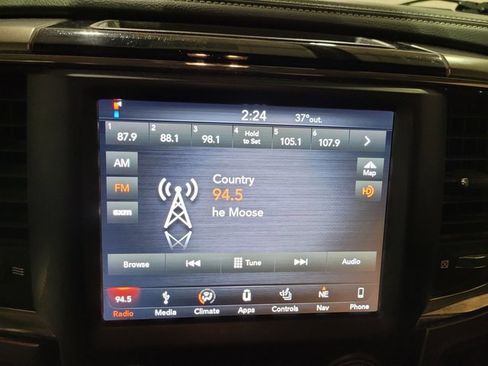 2:24 37° out.
1 87.9 2 88.1 3 98.1 4 Hold to Set 5 105.1 6 107.9
AM
Map
Country
FM
94.5
HD
sxm
he Moose
Browse Tune Audio
94.5
NE
Radio Media Climate Apps Controls Nav Phone